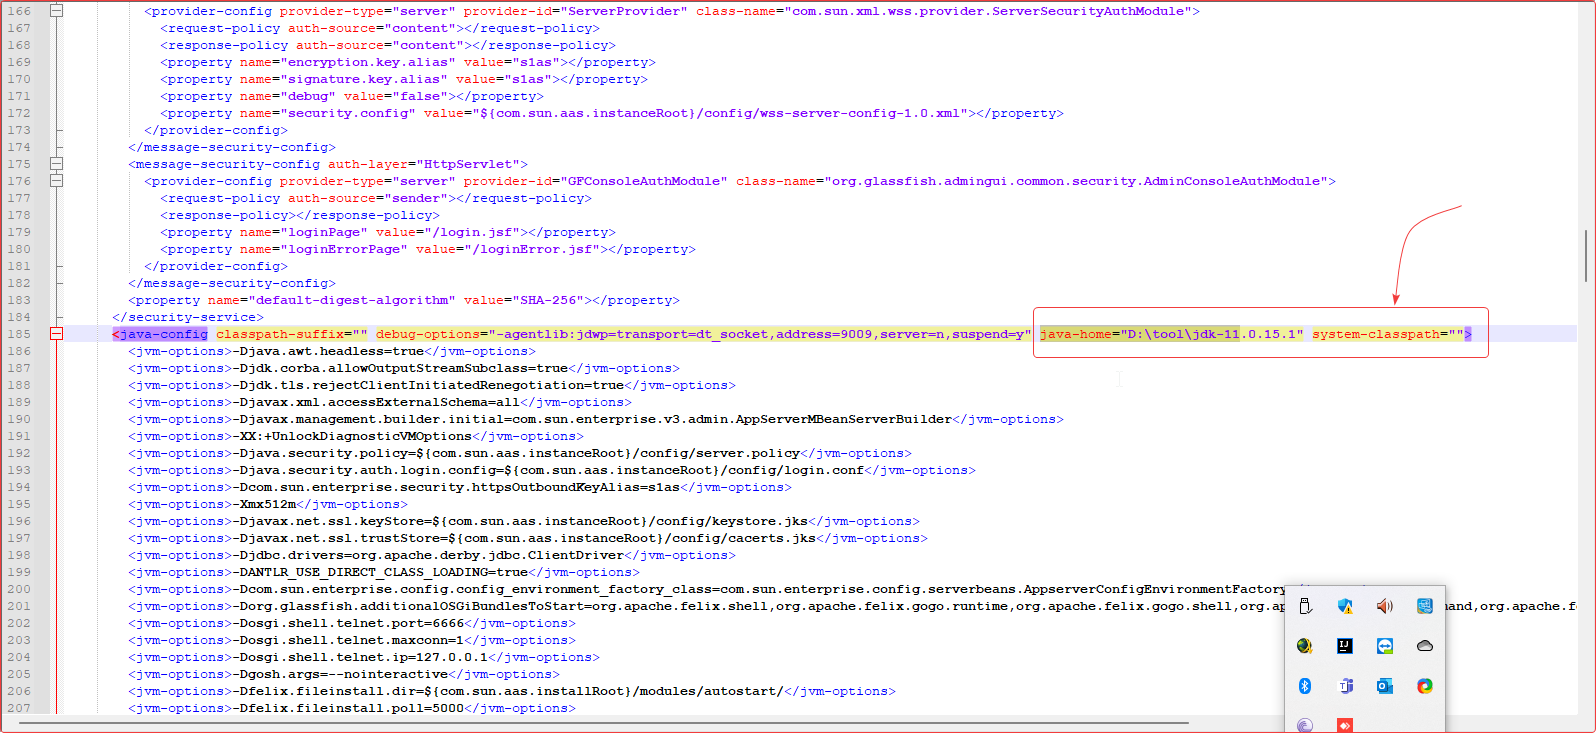 166 <provider-config provider-type="server" provider-id="ServerProvider" class-name="com.sun.xml.wss.provider.ServerSecurityAuthModule">
167 <request-policy auth-source="content"></request-policy>
168 <response-policy auth-source="content"></response-policy>
169 <property name="encryption.key.alias" value="s1as"></property>
170 <property name="signature.key.alias" value="s1as"></property>
171 <property name="debug" value="false"></property>
172 <property name="security.config" value="${com.sun.aas.instanceRoot}/config/wss-server-config-1.0.xml"></property>
173 </provider-config>
174 </message-security-config>
175 <message-security-config auth-layer="HttpServlet">
176 <provider-config provider-type="server" provider-id="GFConsoleAuthModule" class-name="org.glassfish.admingui.common.security.AdminConsoleAuthModule">
177 <request-policy auth-source="sender"></request-policy>
178 <response-policy></response-policy>
179 <property name="loginPage" value="/login.jsf"></property>
180 <property name="loginErrorPage" value="/loginError.jsf"></property>
181 </provider-config>
182 </message-security-config>
183 <property name="default-digest-algorithm" value="SHA-256"></property>
184 </security-service>
185 <java-config classpath-suffix="" debug-options="-agentlib:jdwp=transport=dt_socket,address=9009,server=n,suspend=y" java-home="D:\tool\jdk-11.0.15.1" system-classpath="">
186 <jvm-options>-Djava.awt.headless=true</jvm-options>
187 <jvm-options>-Djdk.corba.allowOutputStreamSubclass=true</jvm-options>
188 <jvm-options>-Djdk.tls.rejectClientInitiatedRenegotiation=true</jvm-options>
189 <jvm-options>-Djavax.xml.accessExternalSchema=all</jvm-options>
190 <jvm-options>-Djavax.management.builder.initial=com.sun.enterprise.v3.admin.AppServerMBeanServerBuilder</jvm-options>
191 <jvm-options>-XX:+UnlockDiagnosticVMOptions</jvm-options>
192 <jvm-options>-Djava.security.policy=${com.sun.aas.instanceRoot}/config/server.policy</jvm-options>
193 <jvm-options>-Djava.security.auth.login.config=${com.sun.aas.instanceRoot}/config/login.conf</jvm-options>
194 <jvm-options>-Dcom.sun.enterprise.security.httpsOutboundKeyAlias=s1as</jvm-options>
195 <jvm-options>-Xmx512m</jvm-options>
196 <jvm-options>-Djavax.net.ssl.keyStore=${com.sun.aas.instanceRoot}/config/keystore.jks</jvm-options>
197 <jvm-options>-Djavax.net.ssl.trustStore=${com.sun.aas.instanceRoot}/config/cacerts.jks</jvm-options>
198 <jvm-options>-Djdbc.drivers=org.apache.derby.jdbc.ClientDriver</jvm-options>
199 <jvm-options>-DANTLR_USE_DIRECT_CLASS_LOADING=true</jvm-options>
200 <jvm-options>-Dcom.sun.enterprise.config.config_environment_factory_class=com.sun.enterprise.config.serverbeans.AppserverConfigEnvironmentFactory
201 <jvm-options>-Dorg.glassfish.additionalOSGiBundlesToStart=org.apache.felix.shell,org.apache.felix.gogo.runtime,org.apache.felix.gogo.shell,org.ap mand,org.apache.fe
202 <jvm-options>-Dosgi.shell.telnet.port=6666</jvm-options>
203 <jvm-options>-Dosgi.shell.telnet.maxconn=1</jvm-options>
204 <jvm-options>-Dosgi.shell.telnet.ip=127.0.0.1</jvm-options>
205 <jvm-options>-Dgosh.args=--nointeractive</jvm-options>
206 <jvm-options>-Dfelix.fileinstall.dir=${com.sun.aas.installRoot}/modules/autostart/</jvm-options>
207 <jvm-options>-Dfelix.fileinstall.poll=5000</jvm-options>